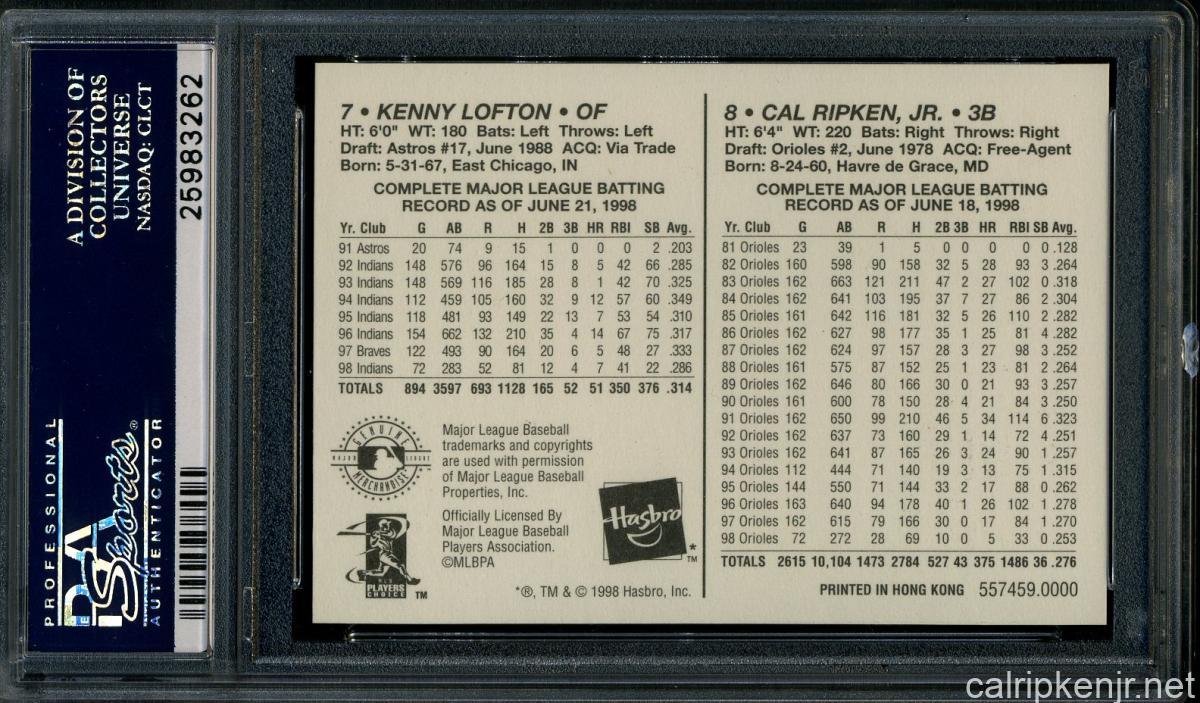 A DIVISION OF
COLLECTORS
UNIVERSE
NASDAQ: CLCT
25983262
PROFESSIONAL
PSA
Sports®
AUTHENTICATOR
7 • KENNY LOFTON • OF
HT: 6'0" WT: 180 Bats: Left Throws: Left
Draft: Astros #17, June 1988 ACQ: Via Trade
Born: 5-31-67, East Chicago, IN
COMPLETE MAJOR LEAGUE BATTING
RECORD AS OF JUNE 21, 1998
Yr. Club G AB R H 2B 3B HR RBI SB Avg.
91 Astros 20 74 9 15 1 0 0 0 2 .203
92 Indians 148 576 96 164 15 8 5 42 66 .285
93 Indians 148 569 116 185 28 8 1 42 70 .325
94 Indians 112 459 105 160 32 9 12 57 60 .349
95 Indians 118 481 93 149 22 13 7 53 54 .310
96 Indians 154 662 132 210 35 4 14 67 75 .317
97 Braves 122 493 90 164 20 6 5 48 27 .333
98 Indians 72 283 52 81 12 4 7 41 22 .286
TOTALS 894 3597 693 1128 165 52 51 350 376 .314
GENUINE
MAJOR LEAGUE
MERCHANDISE
Major League Baseball
trademarks and copyrights
are used with permission
of Major League Baseball
Properties, Inc.
Officially Licensed By
Major League Baseball
Players Association.
©MLBPA
PLAYERS
CHOICE TM
Hasbro
* TM
*®, TM & © 1998 Hasbro, Inc.
8 • CAL RIPKEN, JR. • 3B
HT: 6'4" WT: 220 Bats: Right Throws: Right
Draft: Orioles #2, June 1978 ACQ: Free-Agent
Born: 8-24-60, Havre de Grace, MD
COMPLETE MAJOR LEAGUE BATTING
RECORD AS OF JUNE 18, 1998
Yr. Club G AB R H 2B 3B HR RBI SB Avg.
81 Orioles 23 39 1 5 0 0 0 0 0 .128
82 Orioles 160 598 90 158 32 5 28 93 3 .264
83 Orioles 162 663 121 211 47 2 27 102 0 .318
84 Orioles 162 641 103 195 37 7 27 86 2 .304
85 Orioles 161 642 116 181 32 5 26 110 2 .282
86 Orioles 162 627 98 177 35 1 25 81 4 .282
87 Orioles 162 624 97 157 28 3 27 98 3 .252
88 Orioles 161 575 87 152 25 1 23 81 2 .264
89 Orioles 162 646 80 166 30 0 21 93 3 .257
90 Orioles 161 600 78 150 28 4 21 84 3 .250
91 Orioles 162 650 99 210 46 5 34 114 6 .323
92 Orioles 162 637 73 160 29 1 14 72 4 .251
93 Orioles 162 641 87 165 26 3 24 90 1 .257
94 Orioles 112 444 71 140 19 3 13 75 1 .315
95 Orioles 144 550 71 144 33 2 17 88 0 .262
96 Orioles 163 640 94 178 40 1 26 102 1 .278
97 Orioles 162 615 79 166 30 0 17 84 1 .270
98 Orioles 72 272 28 69 10 0 5 33 0 .253
TOTALS 2615 10,104 1473 2784 527 43 375 1486 36 .276
PRINTED IN HONG KONG 557459.0000
calripkenjr.net